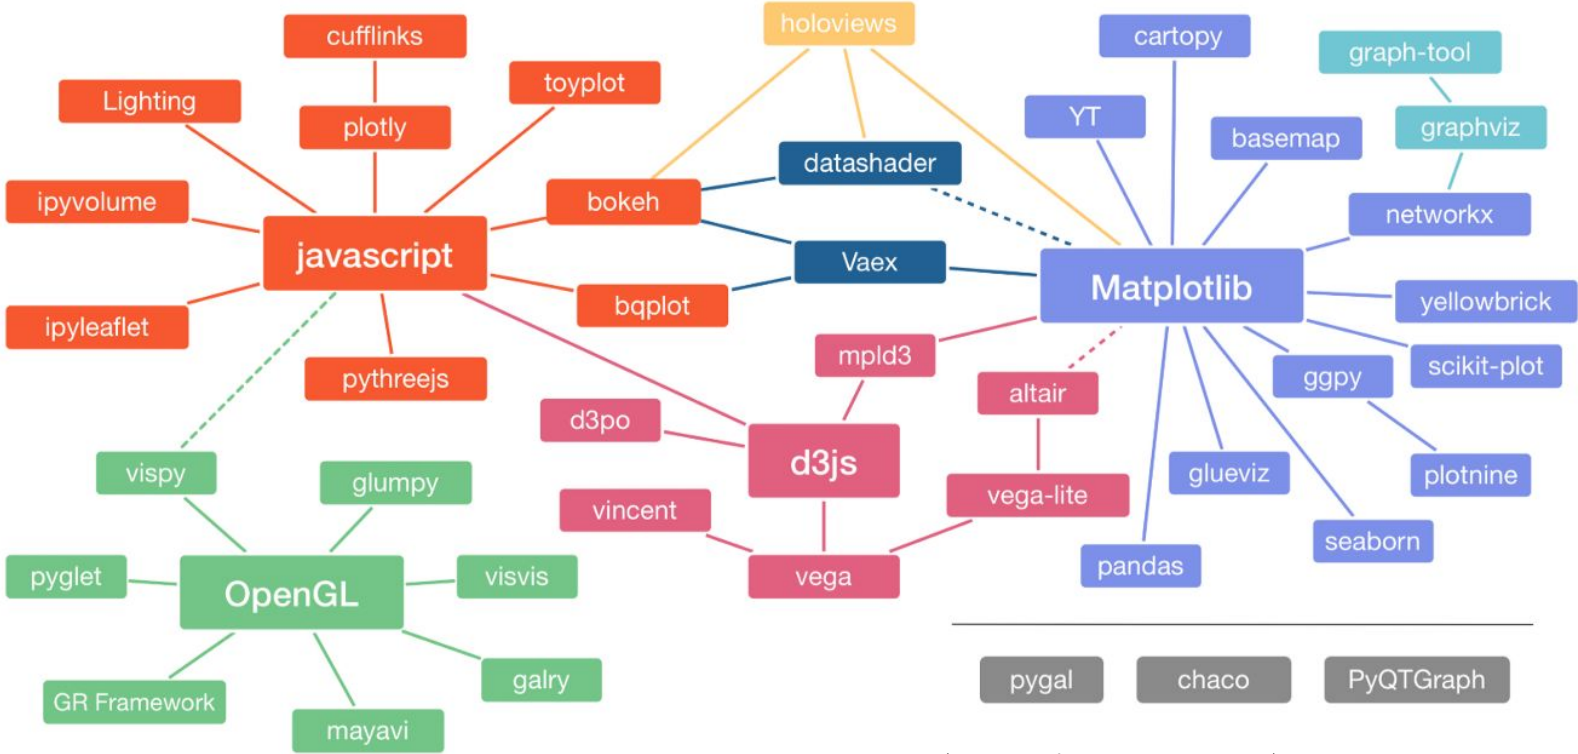 holoviews
cufflinks
cartopy
graph-tool
toyplot
Lighting
plotly
YT
graphviz
basemap
datashader
ipyvolume
bokeh
networkx
javascript
Vaex
Matplotlib
yellowbrick
bqplot
ipyleaflet
mpld3
scikit-plot
pythreejs
ggpy
altair
d3po
d3js
vispy
glumpy
glueviz
plotnine
vega-lite
vincent
seaborn
pandas
pyglet
visvis
vega
OpenGL
galry
pygal
chaco
PyQTGraph
GR Framework
mayavi